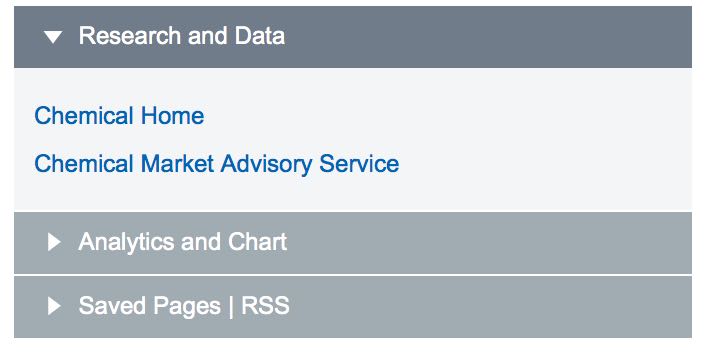 Research and Data
Chemical Home
Chemical Market Advisory Service
Analytics and Chart
Saved Pages | RSS